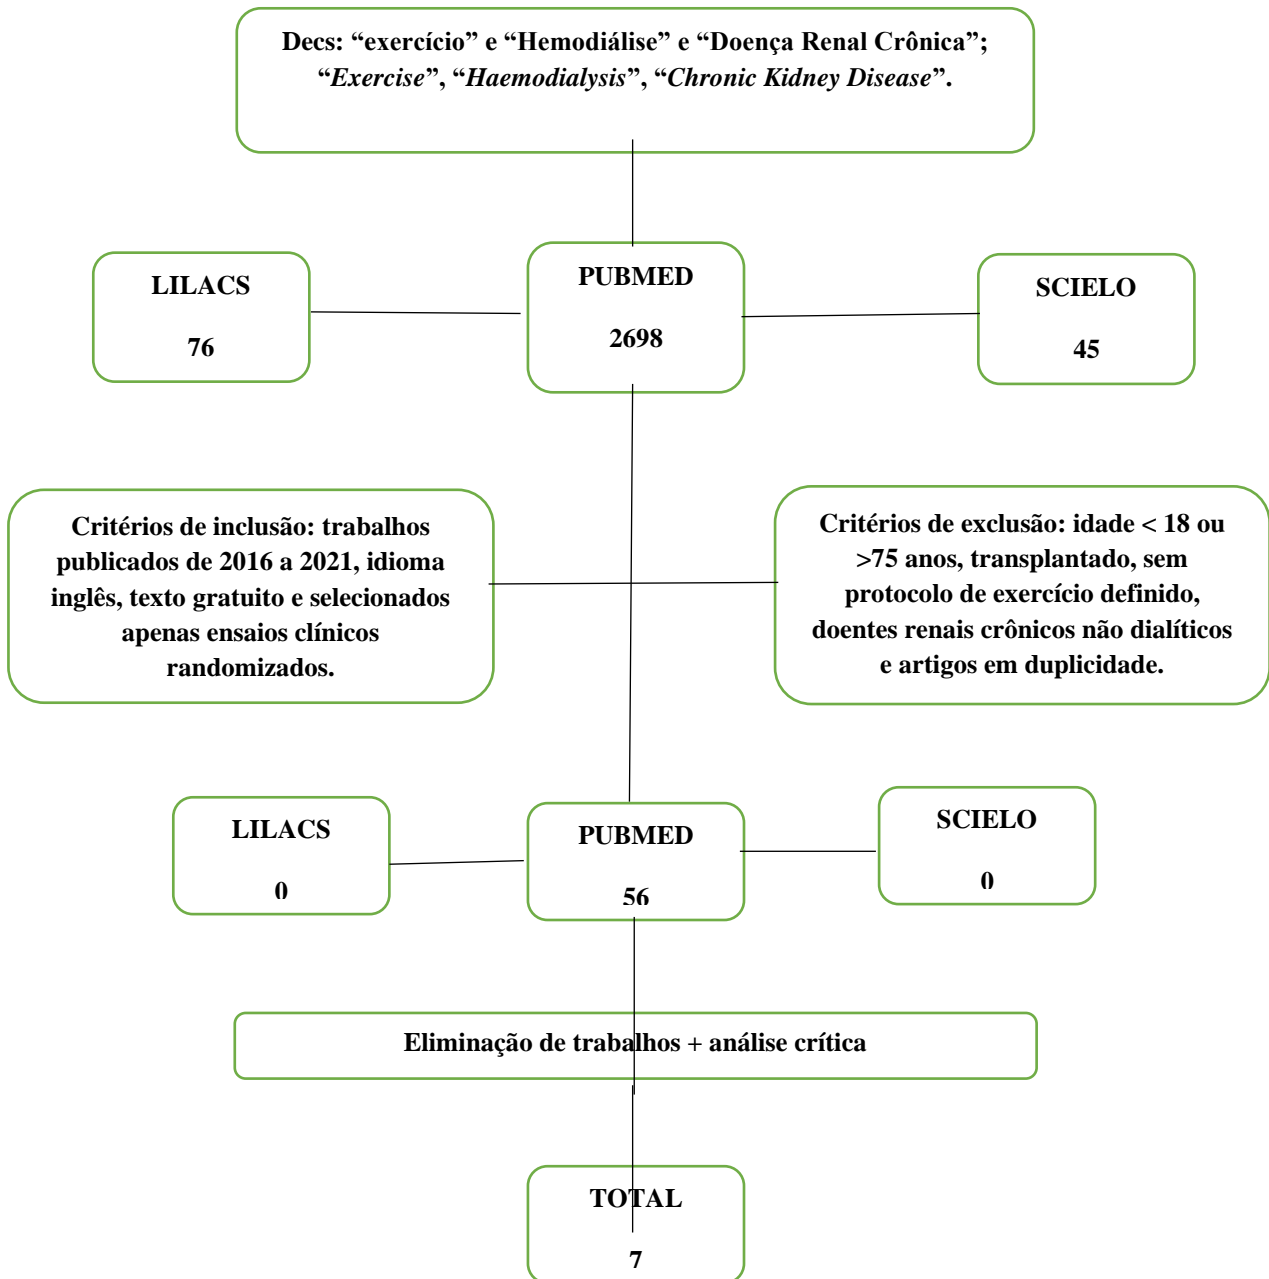 Decs: “exercício” e “Hemodiálise” e “Doença Renal Crônica”;
“Exercise”, “Haemodialysis”, “Chronic Kidney Disease”.
LILACS
76
PUBMED
2698
SCIELO
45
Critérios de inclusão: trabalhos
publicados de 2016 a 2021, idioma
inglês, texto gratuito e selecionados
apenas ensaios clínicos
randomizados.
Critérios de exclusão: idade < 18 ou
>75 anos, transplantado, sem
protocolo de exercício definido,
doentes renais crônicos não dialíticos
e artigos em duplicidade.
LILACS
0
PUBMED
56
SCIELO
0
Eliminação de trabalhos + análise crítica
TOTAL
7